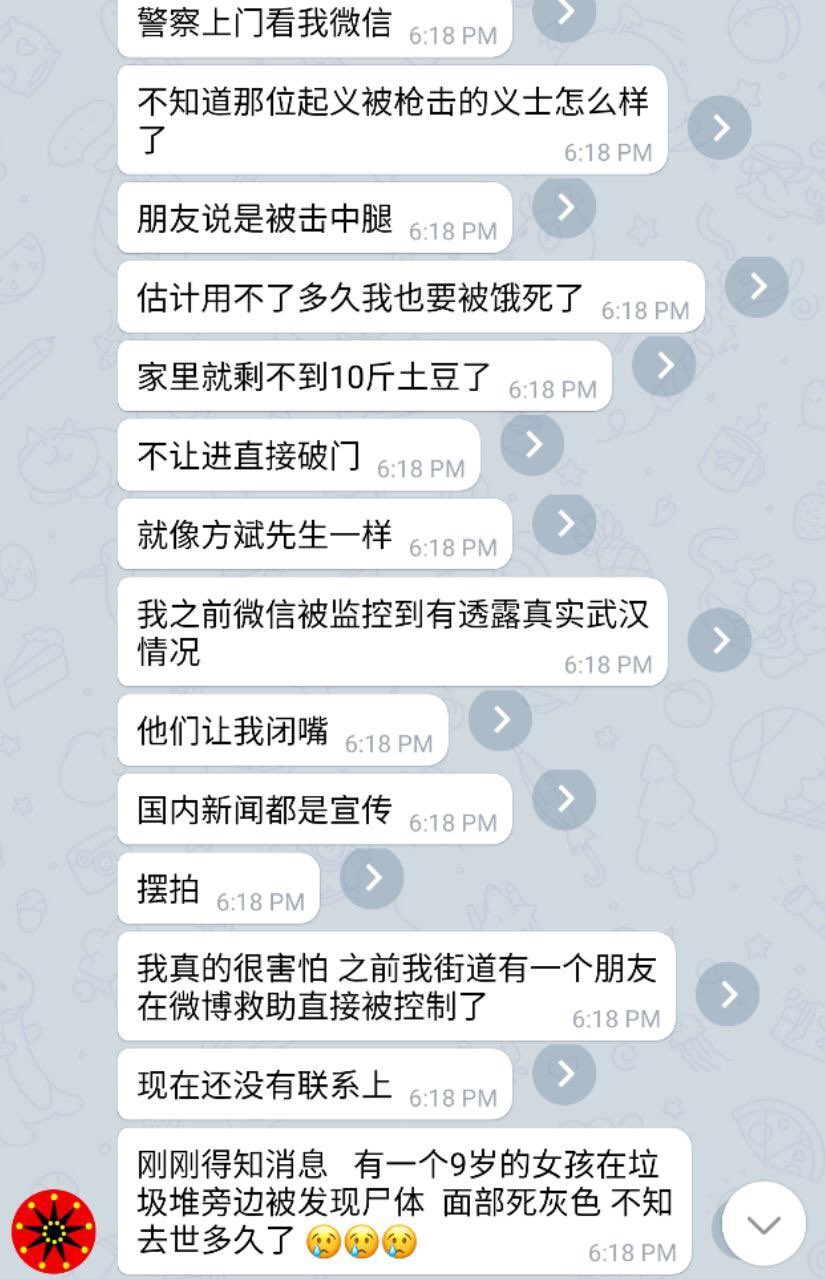 警察上门看我微信
6:18 PM
不知道那位起义被枪击的义士怎么样
了
6:18 PM
朋友说是被击中腿
6:18 PM
估计用不了多久我也要被饿死了
6:18 PM
家里就剩不到10斤土豆了
6:18 PM
不让进直接破门
6:18 PM
就像方斌先生一样
6:18 PM
我之前微信被监控到有透露真实武汉
情况
6:18 PM
他们让我闭嘴
6:18 PM
国内新闻都是宣传
6:18 PM
摆拍
6:18 PM
我真的很害怕 之前我街道有一个朋友
在微博救助直接被控制了
6:18 PM
现在还没有联系上
6:18 PM
刚刚得知消息 有一个9岁的女孩在垃
圾堆旁边被发现尸体 面部死灰色 不知
去世多久了 😢😢😢
6:18 PM